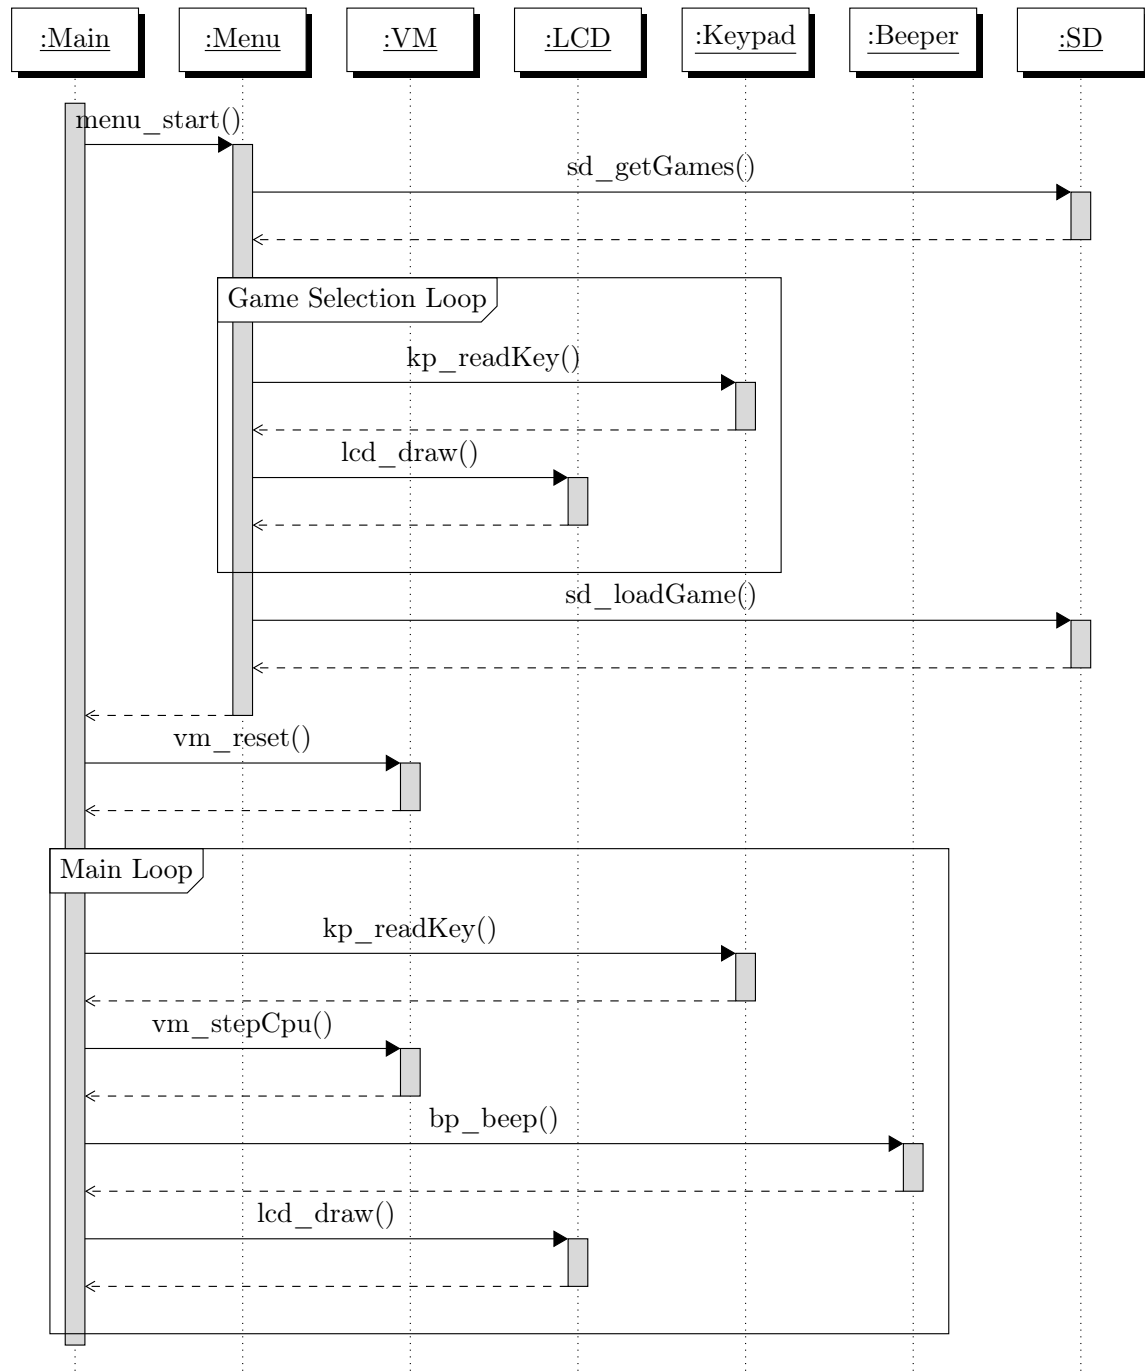 :Main
:Menu
:VM
:LCD
:Keypad
:Beeper
:SD
menu_start()
sd_getGames()
Game Selection Loop
kp_readKey()
lcd_draw()
sd_loadGame()
vm_reset()
Main Loop
kp_readKey()
vm_stepCpu()
bp_beep()
lcd_draw()